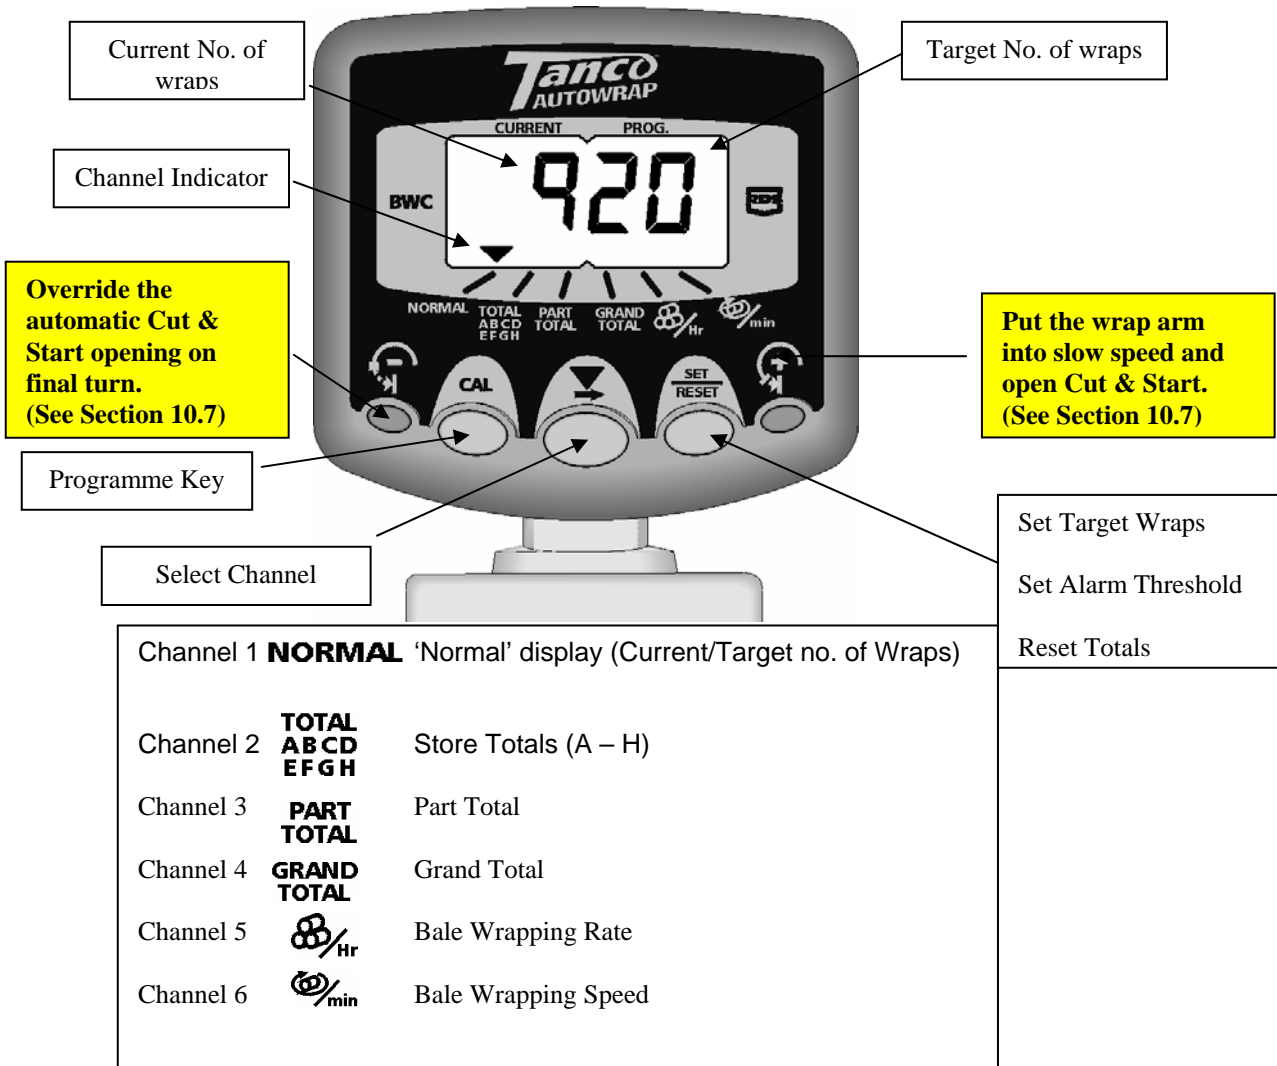 Current No. of
wraps
Target No. of wraps
Tanco
AUTOWRAP
CURRENT PROG.
920
Channel Indicator
BWC
RDS
NORMAL TOTAL ABCD EFGH PART TOTAL GRAND TOTAL /Hr /min
Override the
automatic Cut &
Start opening on
final turn.
(See Section 10.7)
CAL
SET
RESET
Put the wrap arm
into slow speed and
open Cut & Start.
(See Section 10.7)
Programme Key
Select Channel
Set Target Wraps
Set Alarm Threshold
Reset Totals
Channel 1 NORMAL 'Normal' display (Current/Target no. of Wraps)
TOTAL
Channel 2 ABCD Store Totals (A – H)
EFGH
Channel 3 PART Part Total
TOTAL
Channel 4 GRAND Grand Total
TOTAL
Channel 5 /Hr Bale Wrapping Rate
Channel 6 /min Bale Wrapping Speed